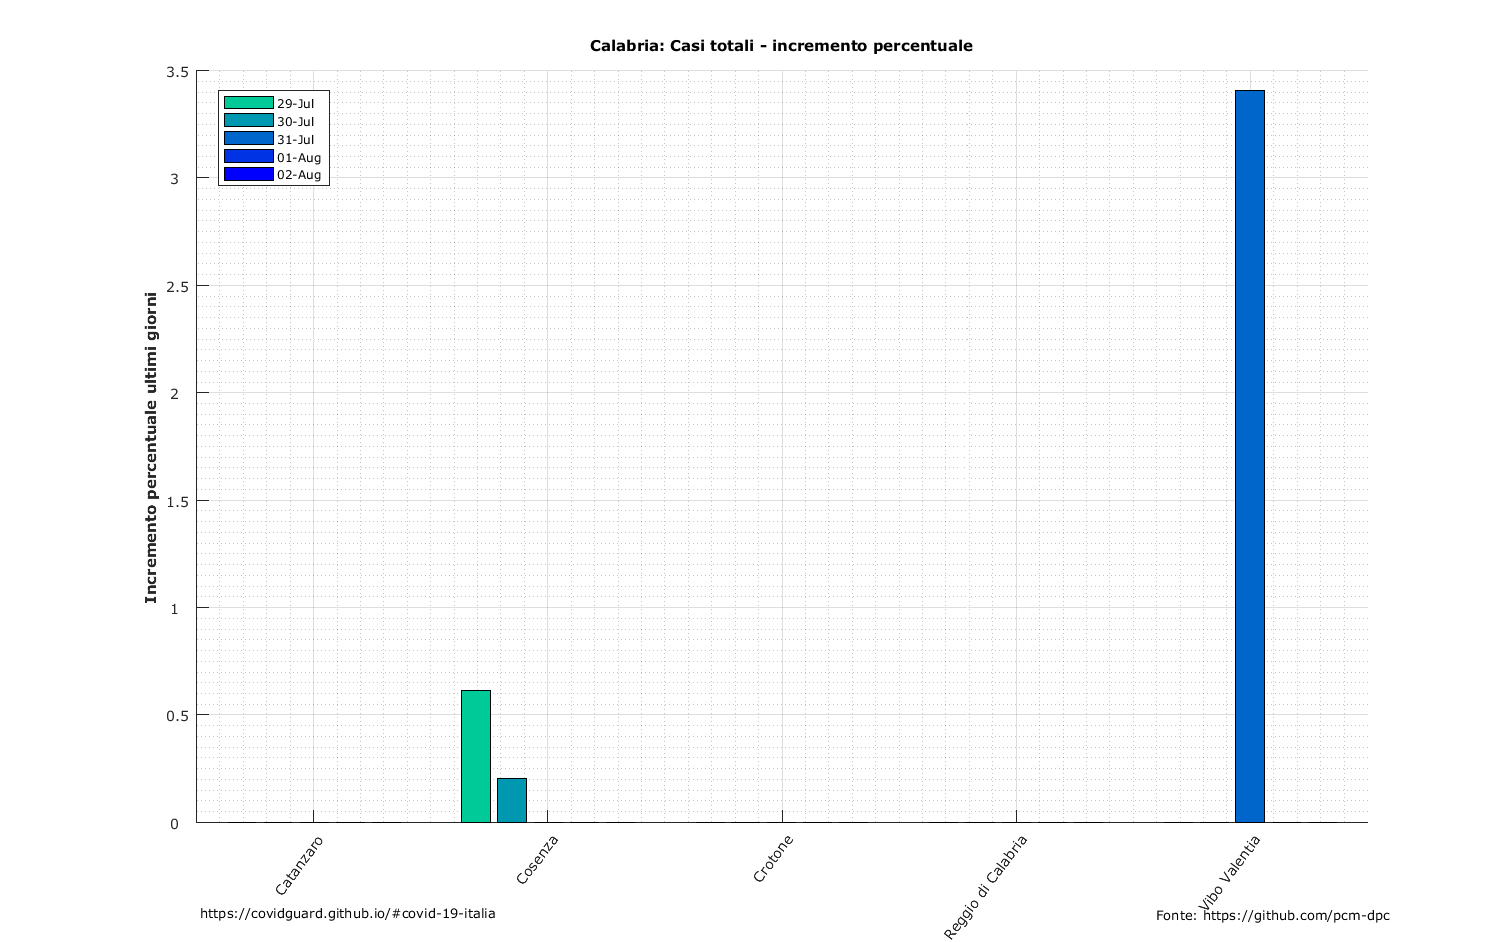 Calabria: Casi totali - incremento percentuale
3.5
3
2.5
2
1.5
1
0.5
0
29-Jul
30-Jul
31-Jul
01-Aug
02-Aug
Incremento percentuale ultimi giorni
Catanzaro
Cosenza
Crotone
Reggio di Calabria
Vibo Valentia
https://covidguard.github.io/#covid-19-italia
Fonte: https://github.com/pcm-dpc